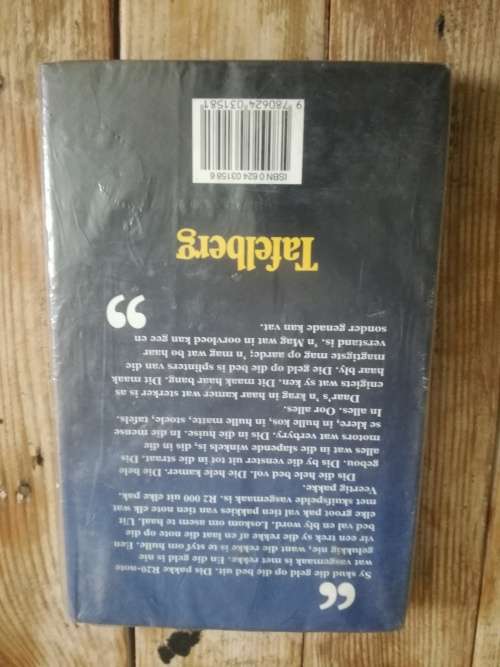 “
Sy skud die geld op die bed uit. Dis pakke R20-note
wat vasgemaak is met rekke. En die geld is nie
gelukkig nie, want die rekke is te styf om hulle. Een
vir een trek sy die rekke af en laat die note op die
bed val en bly word. Loskom om asem te haal. Uit
elke groot pak val tien pakkies van tien note elk wat
met skuifspelde vasgemaak is. R2 000 uit elke pak.
Veertig pakke.
Dis die hele bed vol. Die hele kamer. Die hele
gebou. Dis by die venster uit tot in die straat. Dis
alles wat in die slapende winkels is, dis in die
motors wat verbyry. Dis in die huise. In die mense
se klere, in hulle kos, in hulle matte, stoele, tafels.
In alles. Oor alles.
Daar's 'n krag in haar kamer wat sterker is as
enigiets wat sy ken. Dit maak haar bang. Dit maak
haar bly. Die geld op die bed is splinters van die
magtigste mag op aarde; 'n mag wat bo haar
verstand is. 'n Mag wat in oorvloed kan gee en
sonder genade kan vat.
”
Tafelberg
ISBN 0 624 03158 6
9 780624 031581